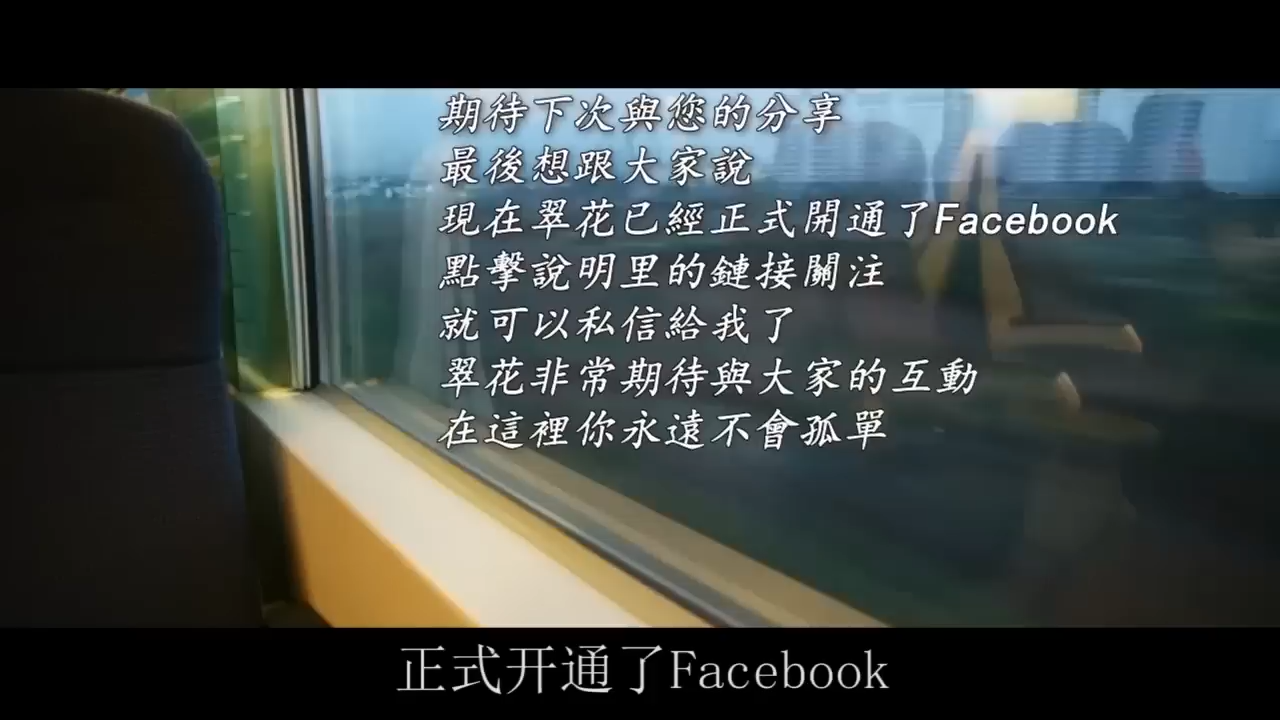 期待下次與您的分享
最後想跟大家說
現在翠花已經正式開通了Facebook
點擊說明里的鏈接關注
就可以私信給我了
翠花非常期待與大家的互動
在這裡你永遠不會孤單
正式开通了Facebook